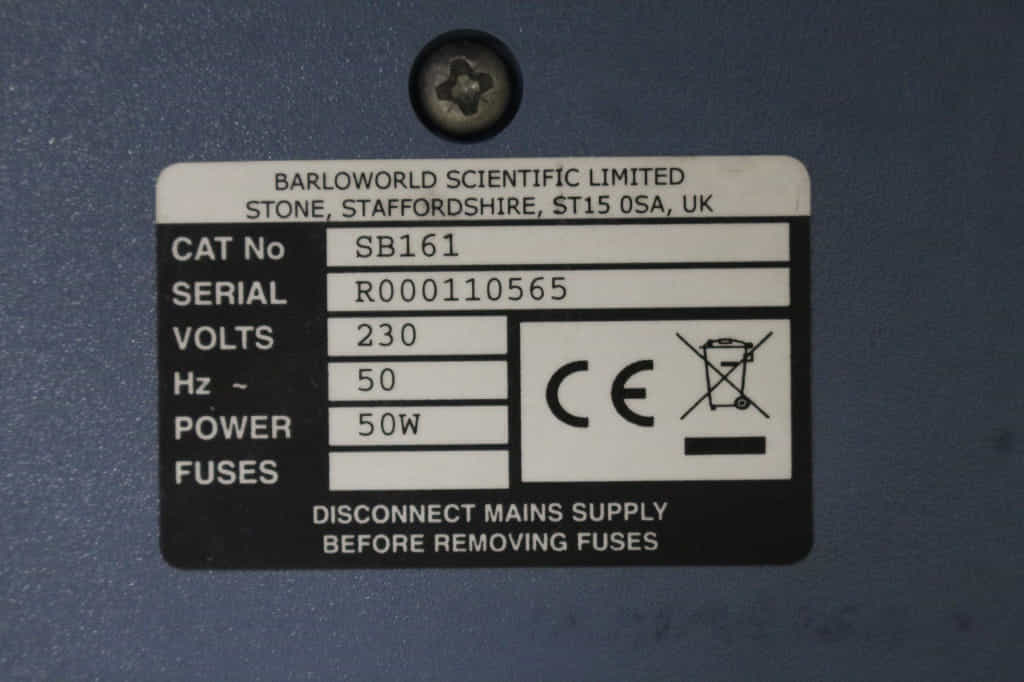 BARLOWORLD SCIENTIFIC LIMITED
STONE, STAFFORDSHIRE, ST15 0SA, UK
CAT No SB161
SERIAL R000110565
VOLTS 230
Hz ~ 50
POWER 50W
FUSES
CE
DISCONNECT MAINS SUPPLY
BEFORE REMOVING FUSES